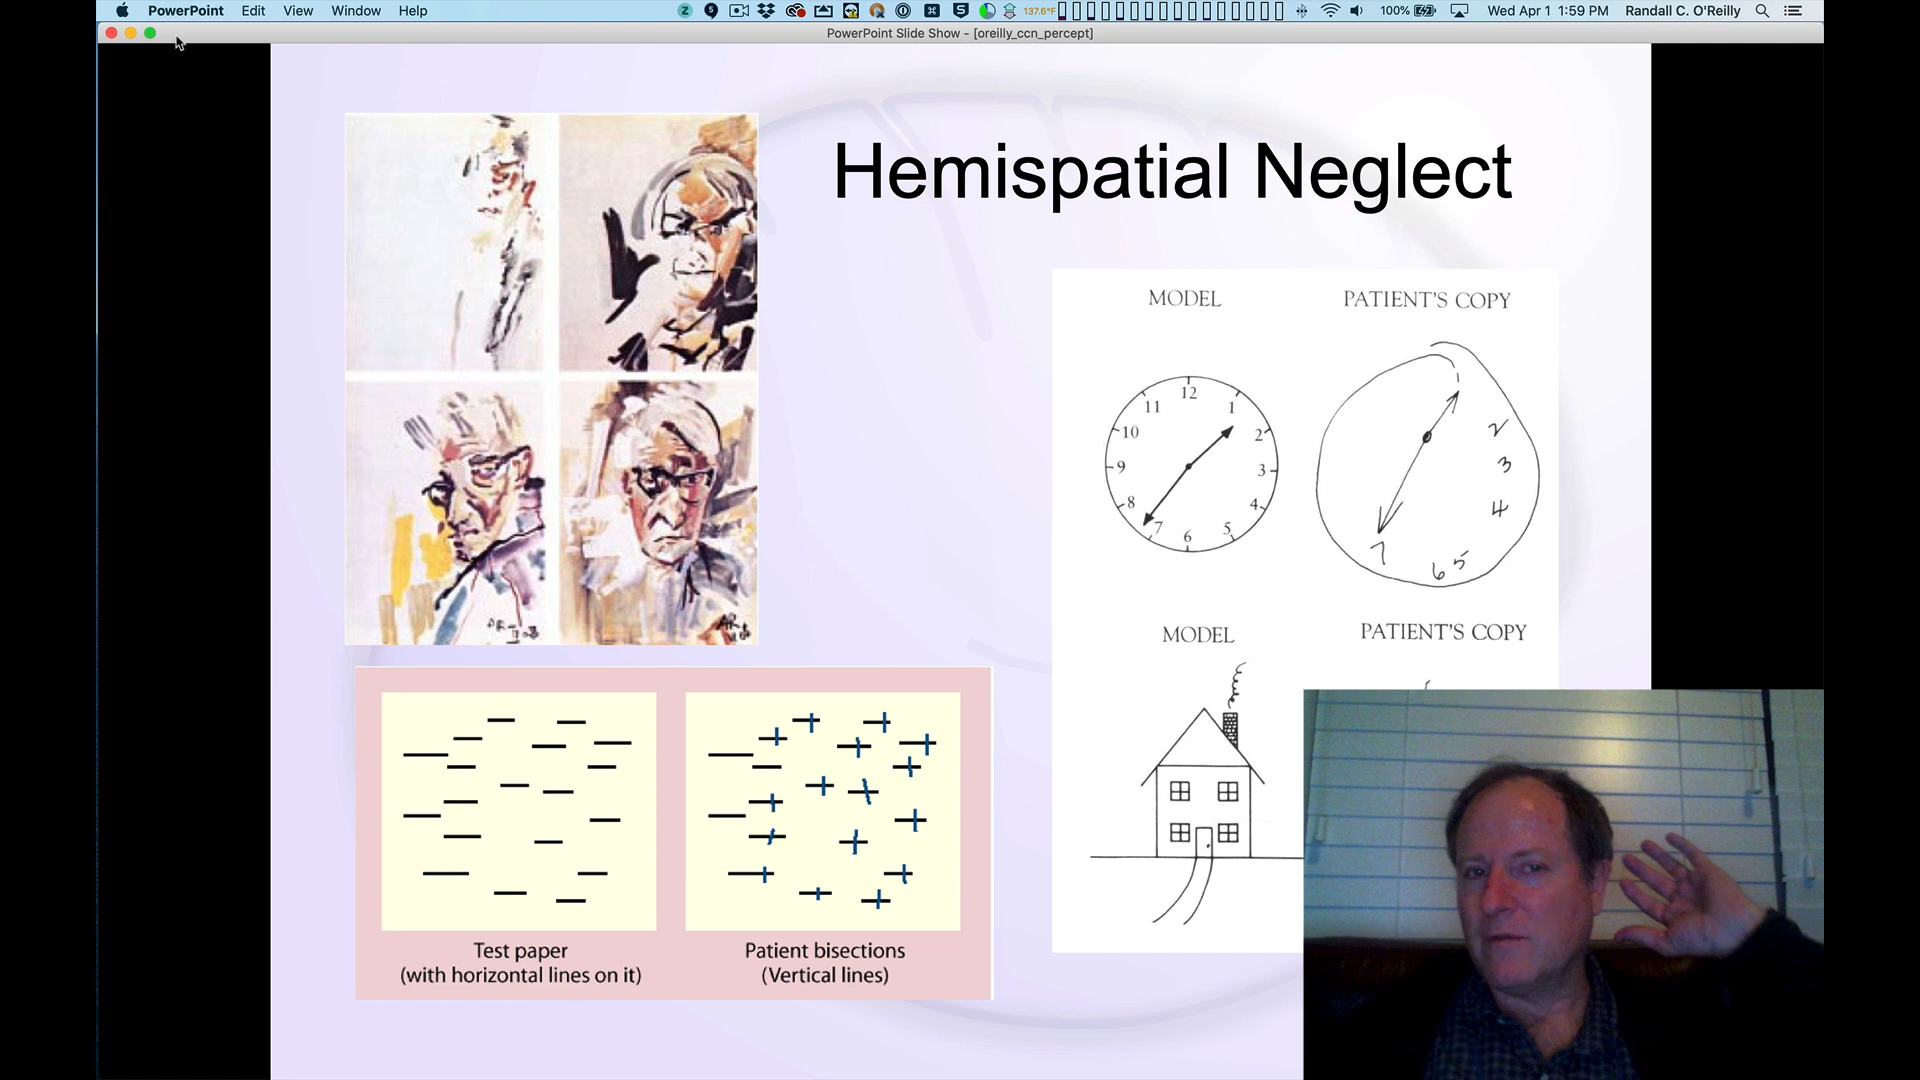 PowerPoint Edit View Window Help 137.6°F 100% Wed Apr 1 1:59 PM Randall C. O'Reilly
PowerPoint Slide Show - [oreilly_ccn_percept]
Hemispatial Neglect
MODEL PATIENT'S COPY
12
11 1
10 2
9 3
8 4
7 5
6
2
3
4
7 6 5
MODEL PATIENT'S COPY
Test paper
(with horizontal lines on it)
Patient bisections
(Vertical lines)